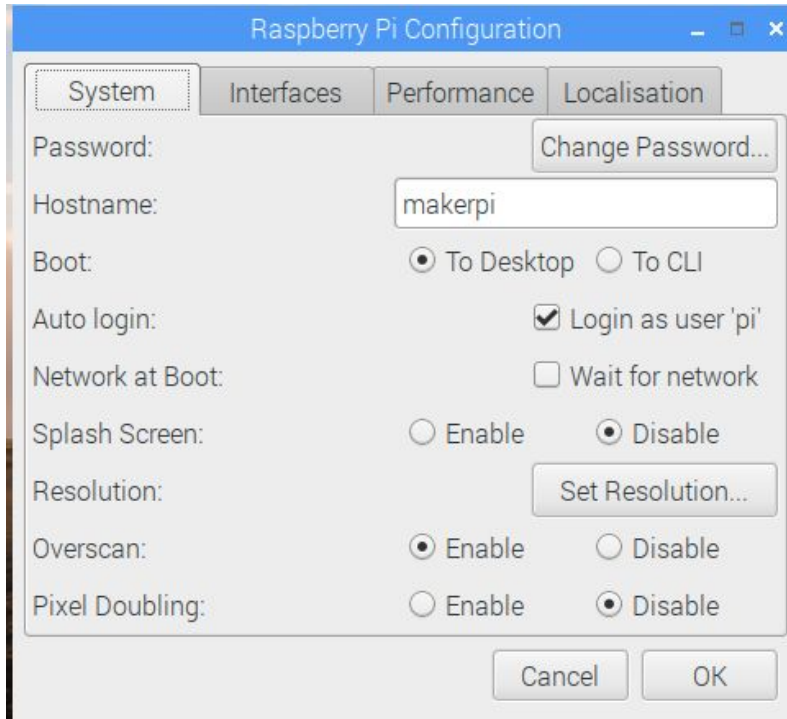 Raspberry Pi Configuration
System Interfaces Performance Localisation
Password: Change Password...
Hostname: makerpi
Boot: To Desktop To CLI
Auto login: Login as user 'pi'
Network at Boot: Wait for network
Splash Screen: Enable Disable
Resolution: Set Resolution...
Overscan: Enable Disable
Pixel Doubling: Enable Disable
Cancel OK